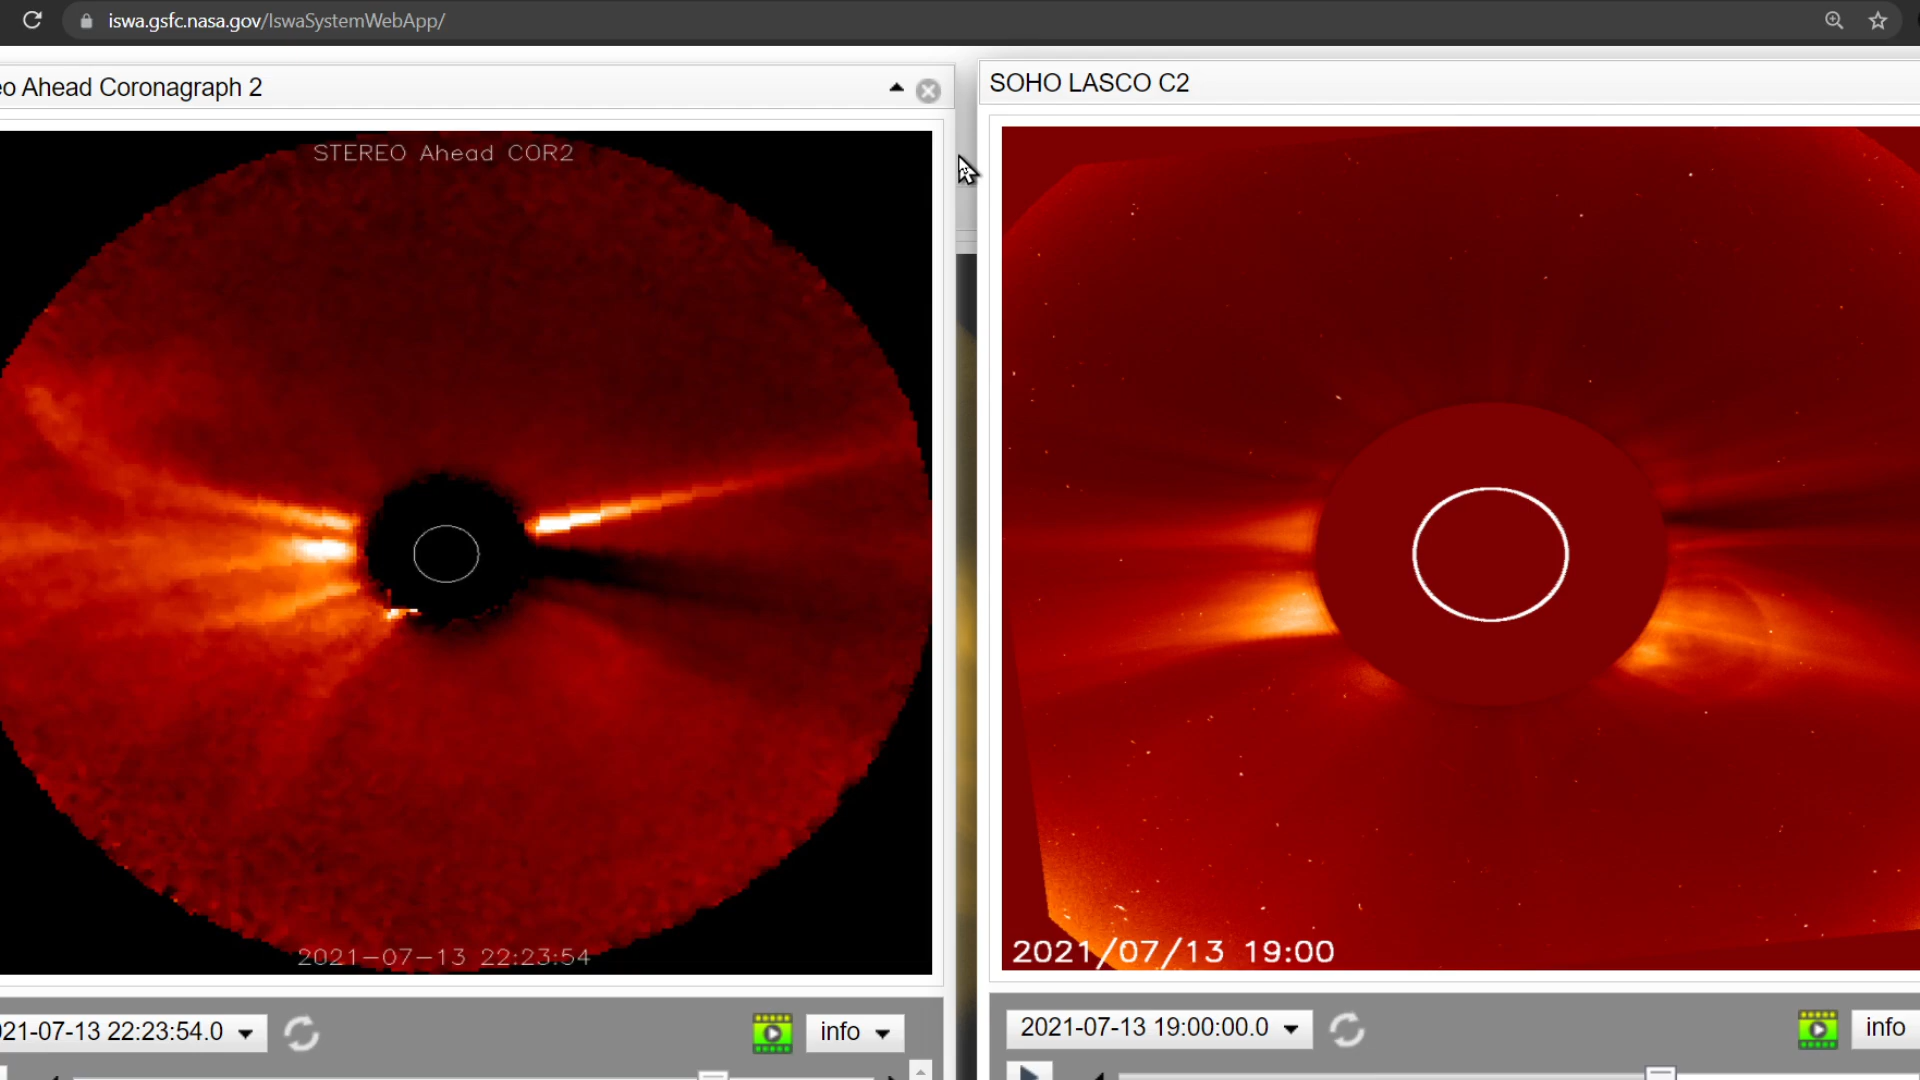 iswa.gsfc.nasa.gov/IswaSystemWebApp/
eo Ahead Coronagraph 2
SOHO LASCO C2
STEREO Ahead COR2
2021-07-13 22:23:54
2021/07/13 19:00
021-07-13 22:23:54.0
info
2021-07-13 19:00:00.0
info